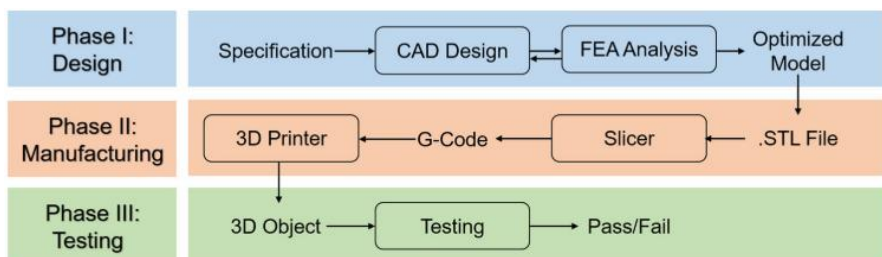 Phase I:
Design
Specification
CAD Design
FEA Analysis
Optimized
Model
Phase II:
Manufacturing
3D Printer
G-Code
Slicer
.STL File
Phase III:
Testing
3D Object
Testing
Pass/Fail